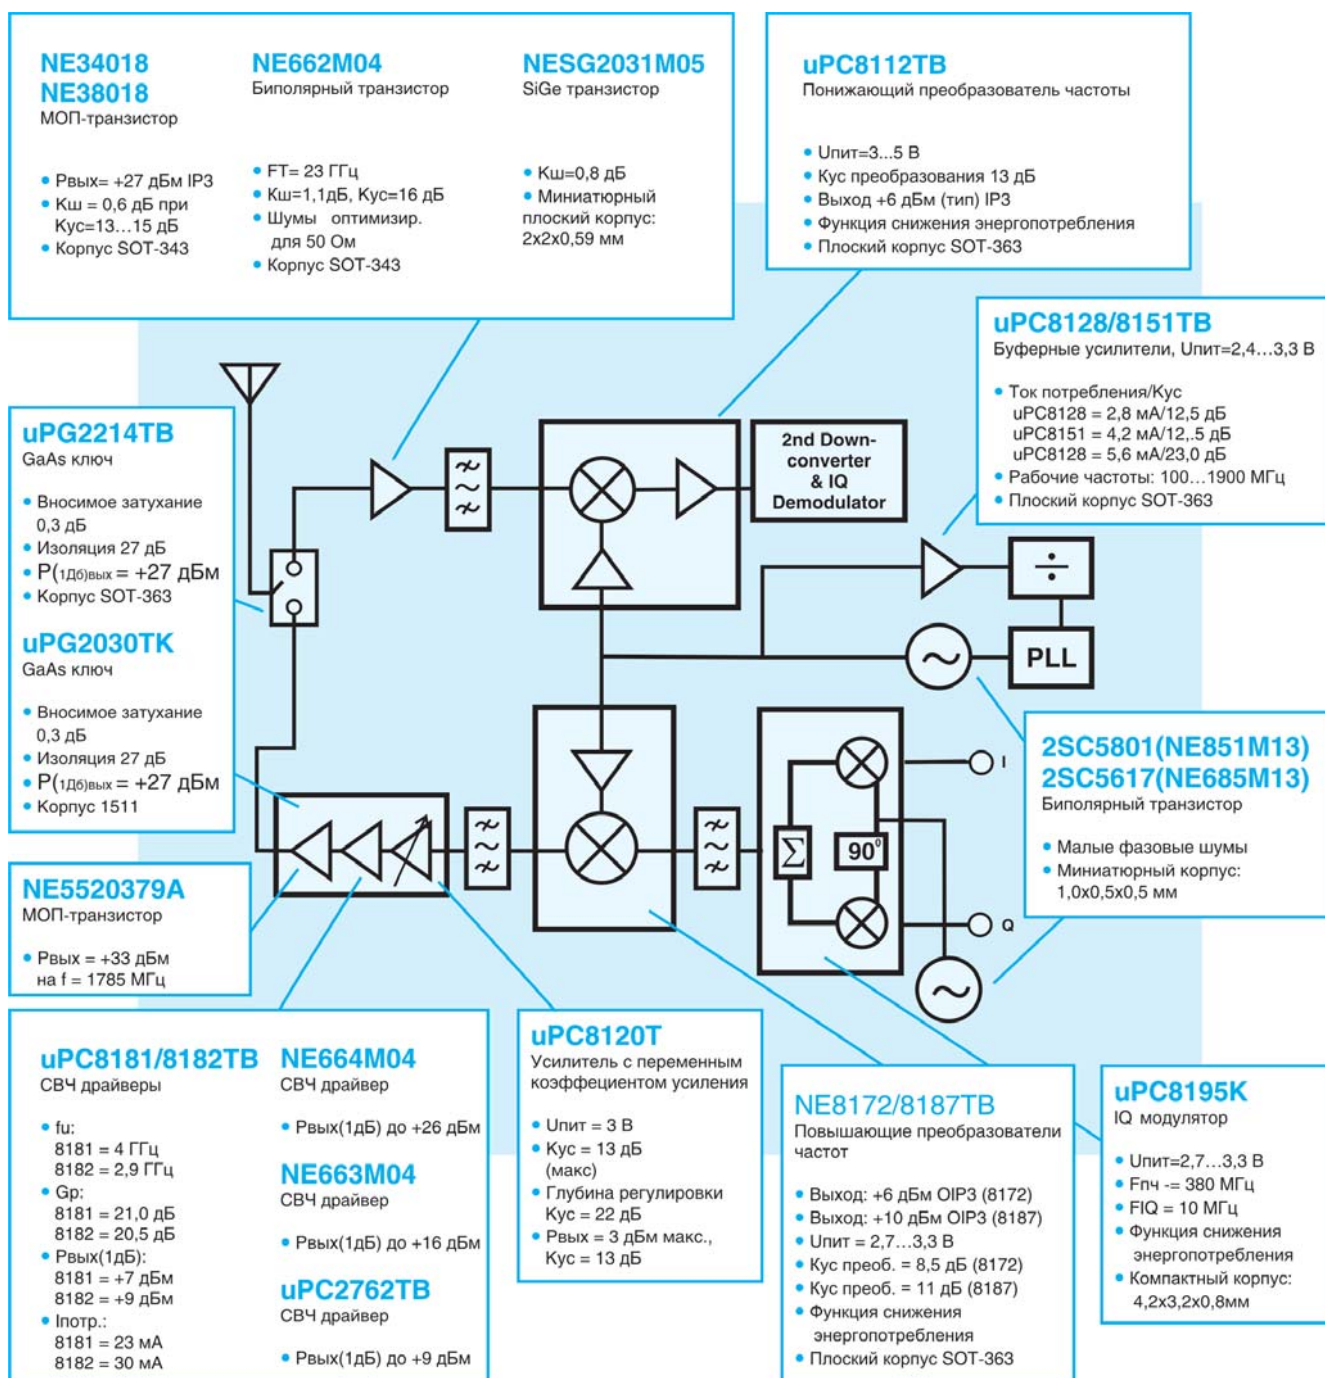 NE34018
NE38018
МОП-транзистор
• Рвых= +27 дБм IP3
• Кш = 0,6 дБ при
Кус=13...15 дБ
• Корпус SOT-343
NE662M04
Биполярный транзистор
• FT= 23 ГГц
• Кш=1,1дБ, Кус=16 дБ
• Шумы оптимизир.
для 50 Ом
• Корпус SOT-343
NESG2031M05
SiGe транзистор
• Кш=0,8 дБ
• Миниатюрный
плоский корпус:
2x2x0,59 мм
uPC8112TB
Понижающий преобразователь частоты
• Uпит=3...5 В
• Кус преобразования 13 дБ
• Выход +6 дБм (тип) IP3
• Функция снижения энергопотребления
• Плоский корпус SOT-363
uPC8128/8151TB
Буферные усилители, Uпит=2,4...3,3 В
• Ток потребления/Кус
uPC8128 = 2,8 мА/12,5 дБ
uPC8151 = 4,2 мА/12,.5 дБ
uPC8128 = 5,6 мА/23,0 дБ
• Рабочие частоты: 100...1900 МГц
• Плоский корпус SOT-363
uPG2214TB
GaAs ключ
• Вносимое затухание
0,3 дБ
• Изоляция 27 дБ
• Р(1Дб)вых = +27 дБм
• Корпус SOT-363
uPG2030TK
GaAs ключ
• Вносимое затухание
0,3 дБ
• Изоляция 27 дБ
• Р(1Дб)вых = +27 дБм
• Корпус 1511
2nd Down-
converter
& IQ
Demodulator
÷
PLL
Σ
90⁰
I
Q
2SC5801(NE851M13)
2SC5617(NE685M13)
Биполярный транзистор
• Малые фазовые шумы
• Миниатюрный корпус:
1,0x0,5x0,5 мм
NE5520379A
МОП-транзистор
• Рвых = +33 дБм
на f = 1785 МГц
uPC8181/8182TB
СВЧ драйверы
• fu:
8181 = 4 ГГц
8182 = 2,9 ГГц
• Gp:
8181 = 21,0 дБ
8182 = 20,5 дБ
• Рвых(1дБ):
8181 = +7 дБм
8182 = +9 дБм
• Iпотр.:
8181 = 23 мА
8182 = 30 мА
NE664M04
СВЧ драйвер
• Рвых(1дБ) до +26 дБм
NE663M04
СВЧ драйвер
• Рвых(1дБ) до +16 дБм
uPC2762TB
СВЧ драйвер
• Рвых(1дБ) до +9 дБм
uPC8120T
Усилитель с переменным
коэффециентом усиления
• Uпит = 3 В
• Кус = 13 дБ
(макс)
• Глубина регулировки
Кус = 22 дБ
• Рвых = 3 дБм макс.,
Кус = 13 дБ
NE8172/8187TB
Повышающие преобразователи
частот
• Выход: +6 дБм OIP3 (8172)
• Выход: +10 дБм OIP3 (8187)
• Uпит = 2,7...3,3 В
• Кус преоб. = 8,5 дБ (8172)
• Кус преоб. = 11 дБ (8187)
• Функция снижения
энергопотребления
• Плоский корпус SOT-363
uPC8195K
IQ модулятор
• Uпит=2,7...3,3 В
• Fпч -= 380 МГц
• FIQ = 10 МГц
• Функция снижения
энергопотребления
• Компактный корпус:
4,2x3,2x0,8мм